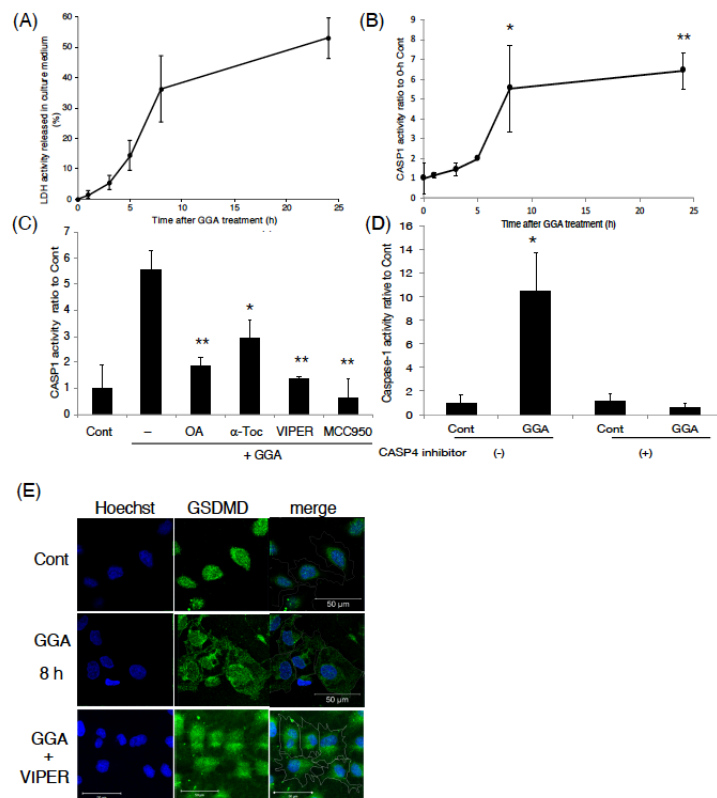 (A)
60
50
40
30
20
10
0
LDH activity released in culture medium
(%)
0 5 10 15 20 25
Time after GGA treatment (h)
(B)
9
8
7
6
5
4
3
2
1
0
CASP1 activity ratio to 0-h Cont
*
**
0 5 10 15 20 25
Time after GGA treatment (h)
(C)
7
6
5
4
3
2
1
0
CASP1 activity ratio to Cont
**
*
**
**
Cont – OA α-Toc VIPER MCC950
+ GGA
(D)
16
14
12
10
8
6
4
2
0
Caspase-1 activity rative to Cont
*
Cont GGA Cont GGA
CASP4 inhibitor (-) (+)
(E)
Hoechst GSDMD merge
Cont
50 µm
GGA
8 h
50 µm
GGA
+
VIPER